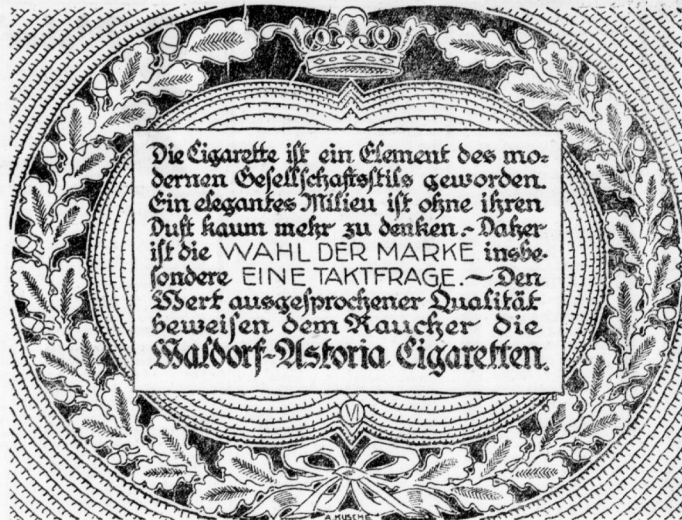 Die Cigarette ist ein Element des mo-
dernen Gesellschaftsstils geworden.
Ein elegantes Milieu ist ohne ihren
Duft kaum mehr zu denken. - Daher
ist die WAHL DER MARKE insbe-
sondere EINE TAKTFRAGE. - Den
Wert ausgesprochener Qualität
beweisen dem Raucher die
Waldorf-Astoria Cigaretten.
VI
A. KUSCHE